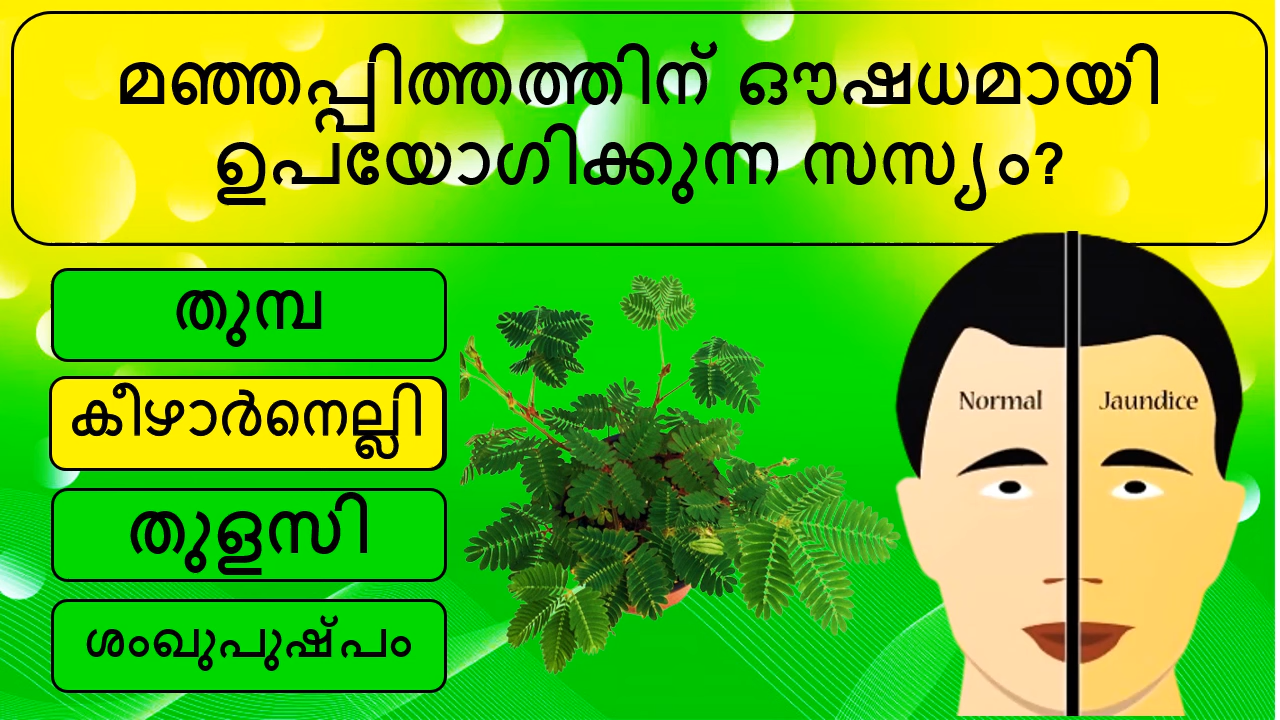 മഞ്ഞപ്പിത്തത്തിന് ഔഷധമായി
ഉപയോഗിക്കുന്ന സസ്യം?
തുമ്പ
കീഴാർനെല്ലി
തുളസി
ശംഖുപുഷ്പം
Normal
Jaundice